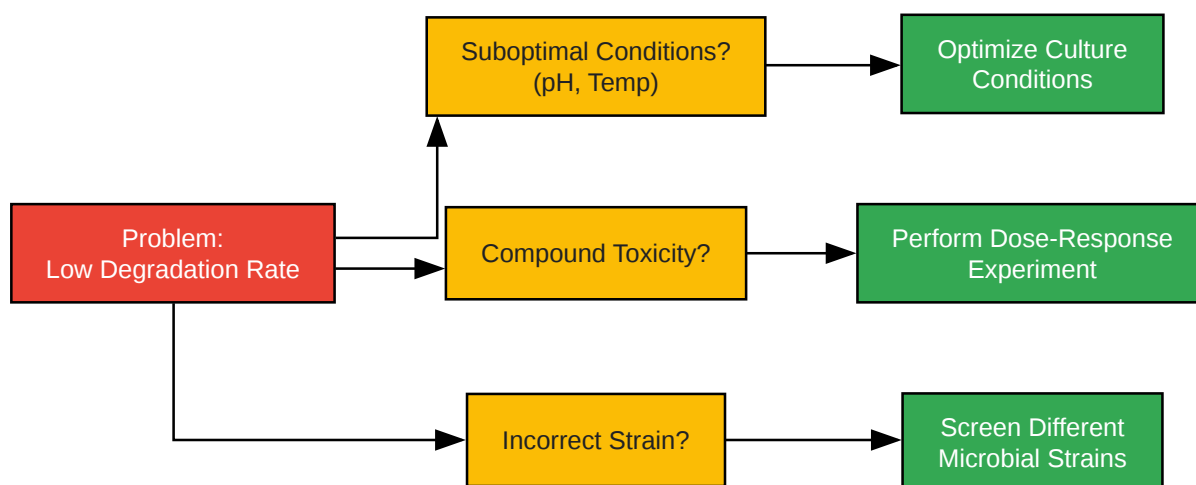 Suboptimal Conditions?
(pH, Temp)
Optimize Culture
Conditions
Problem:
Low Degradation Rate
Compound Toxicity?
Perform Dose-Response
Experiment
Incorrect Strain?
Screen Different
Microbial Strains